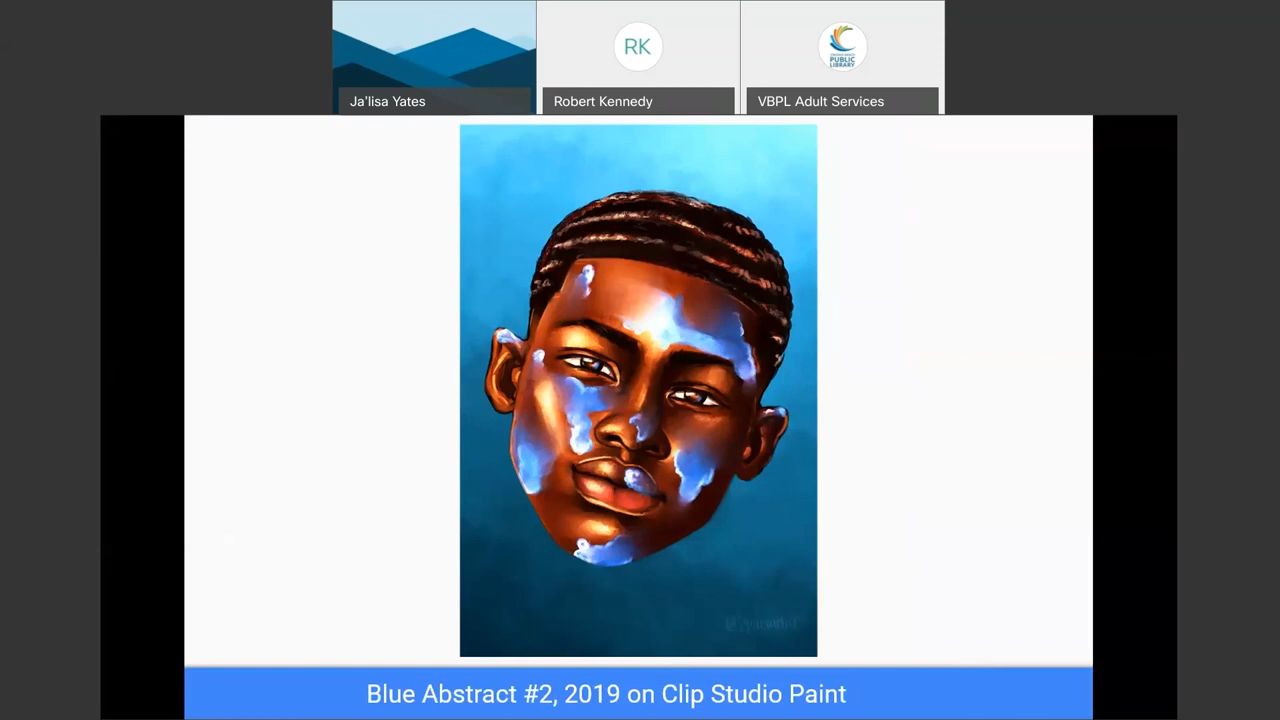 RK
PUBLIC
LIBRARY
Ja'lisa Yates
Robert Kennedy
VBPL Adult Services
Blue Abstract #2, 2019 on Clip Studio Paint